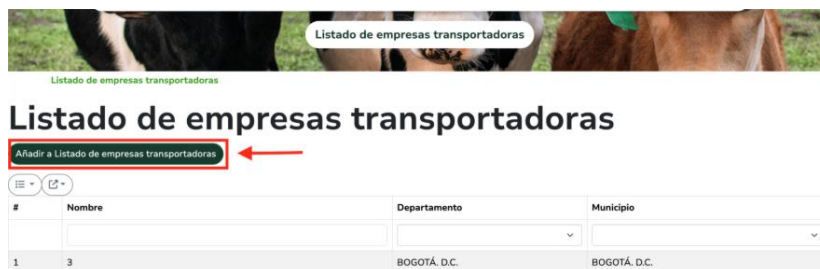 Listado de empresas transportadoras
Listado de empresas transportadoras
Listado de empresas transportadoras
Añadir a Listado de empresas transportadoras
# Nombre Departamento Municipio
1 3 BOGOTÁ. D.C. BOGOTÁ. D.C.